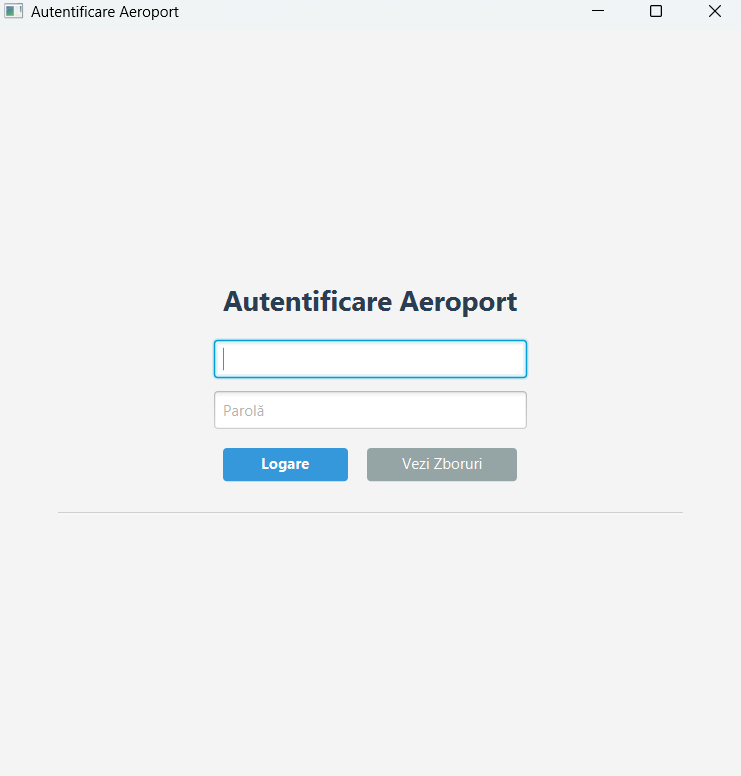 Autentificare Aeroport
Autentificare Aeroport
Parolă
Logare
Vezi Zboruri